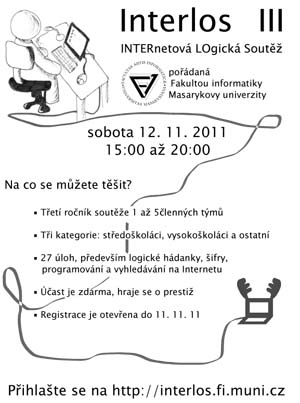 Interlos III
INTERnetová LOgická Soutěž
pořádaná
Fakultou informatiky
Masarykovy univerzity
sobota 12. 11. 2011
15:00 až 20:00
Na co se můžete těšit?
▪ Třetí ročník soutěže 1 až 5členných týmů
▪ Tři kategorie: středoškoláci, vysokoškoláci a ostatní
▪ 27 úloh, především logické hádanky, šifry,
programování a vyhledávání na Internetu
▪ Účast je zdarma, hraje se o prestiž
▪ Registrace je otevřena do 11. 11. 11
Přihlašte se na http://interlos.fi.muni.cz